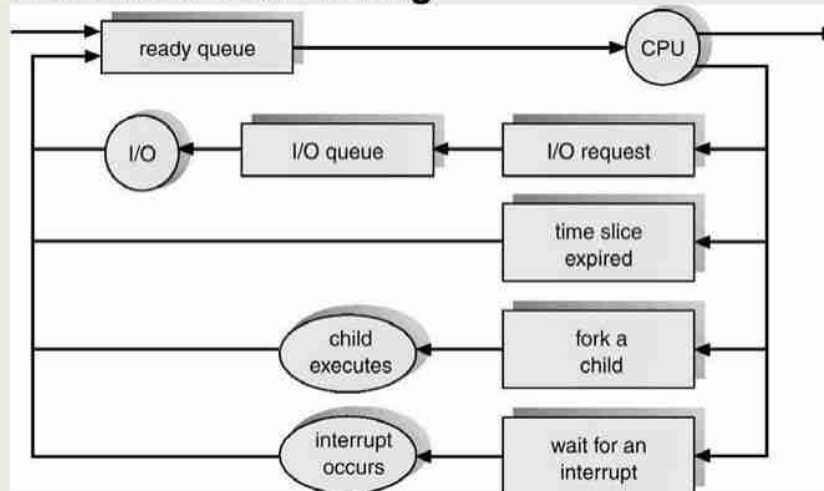 ready queue
CPU
I/O
I/O queue
I/O request
time slice
expired
child
executes
fork a
child
interrupt
occurs
wait for an
interrupt